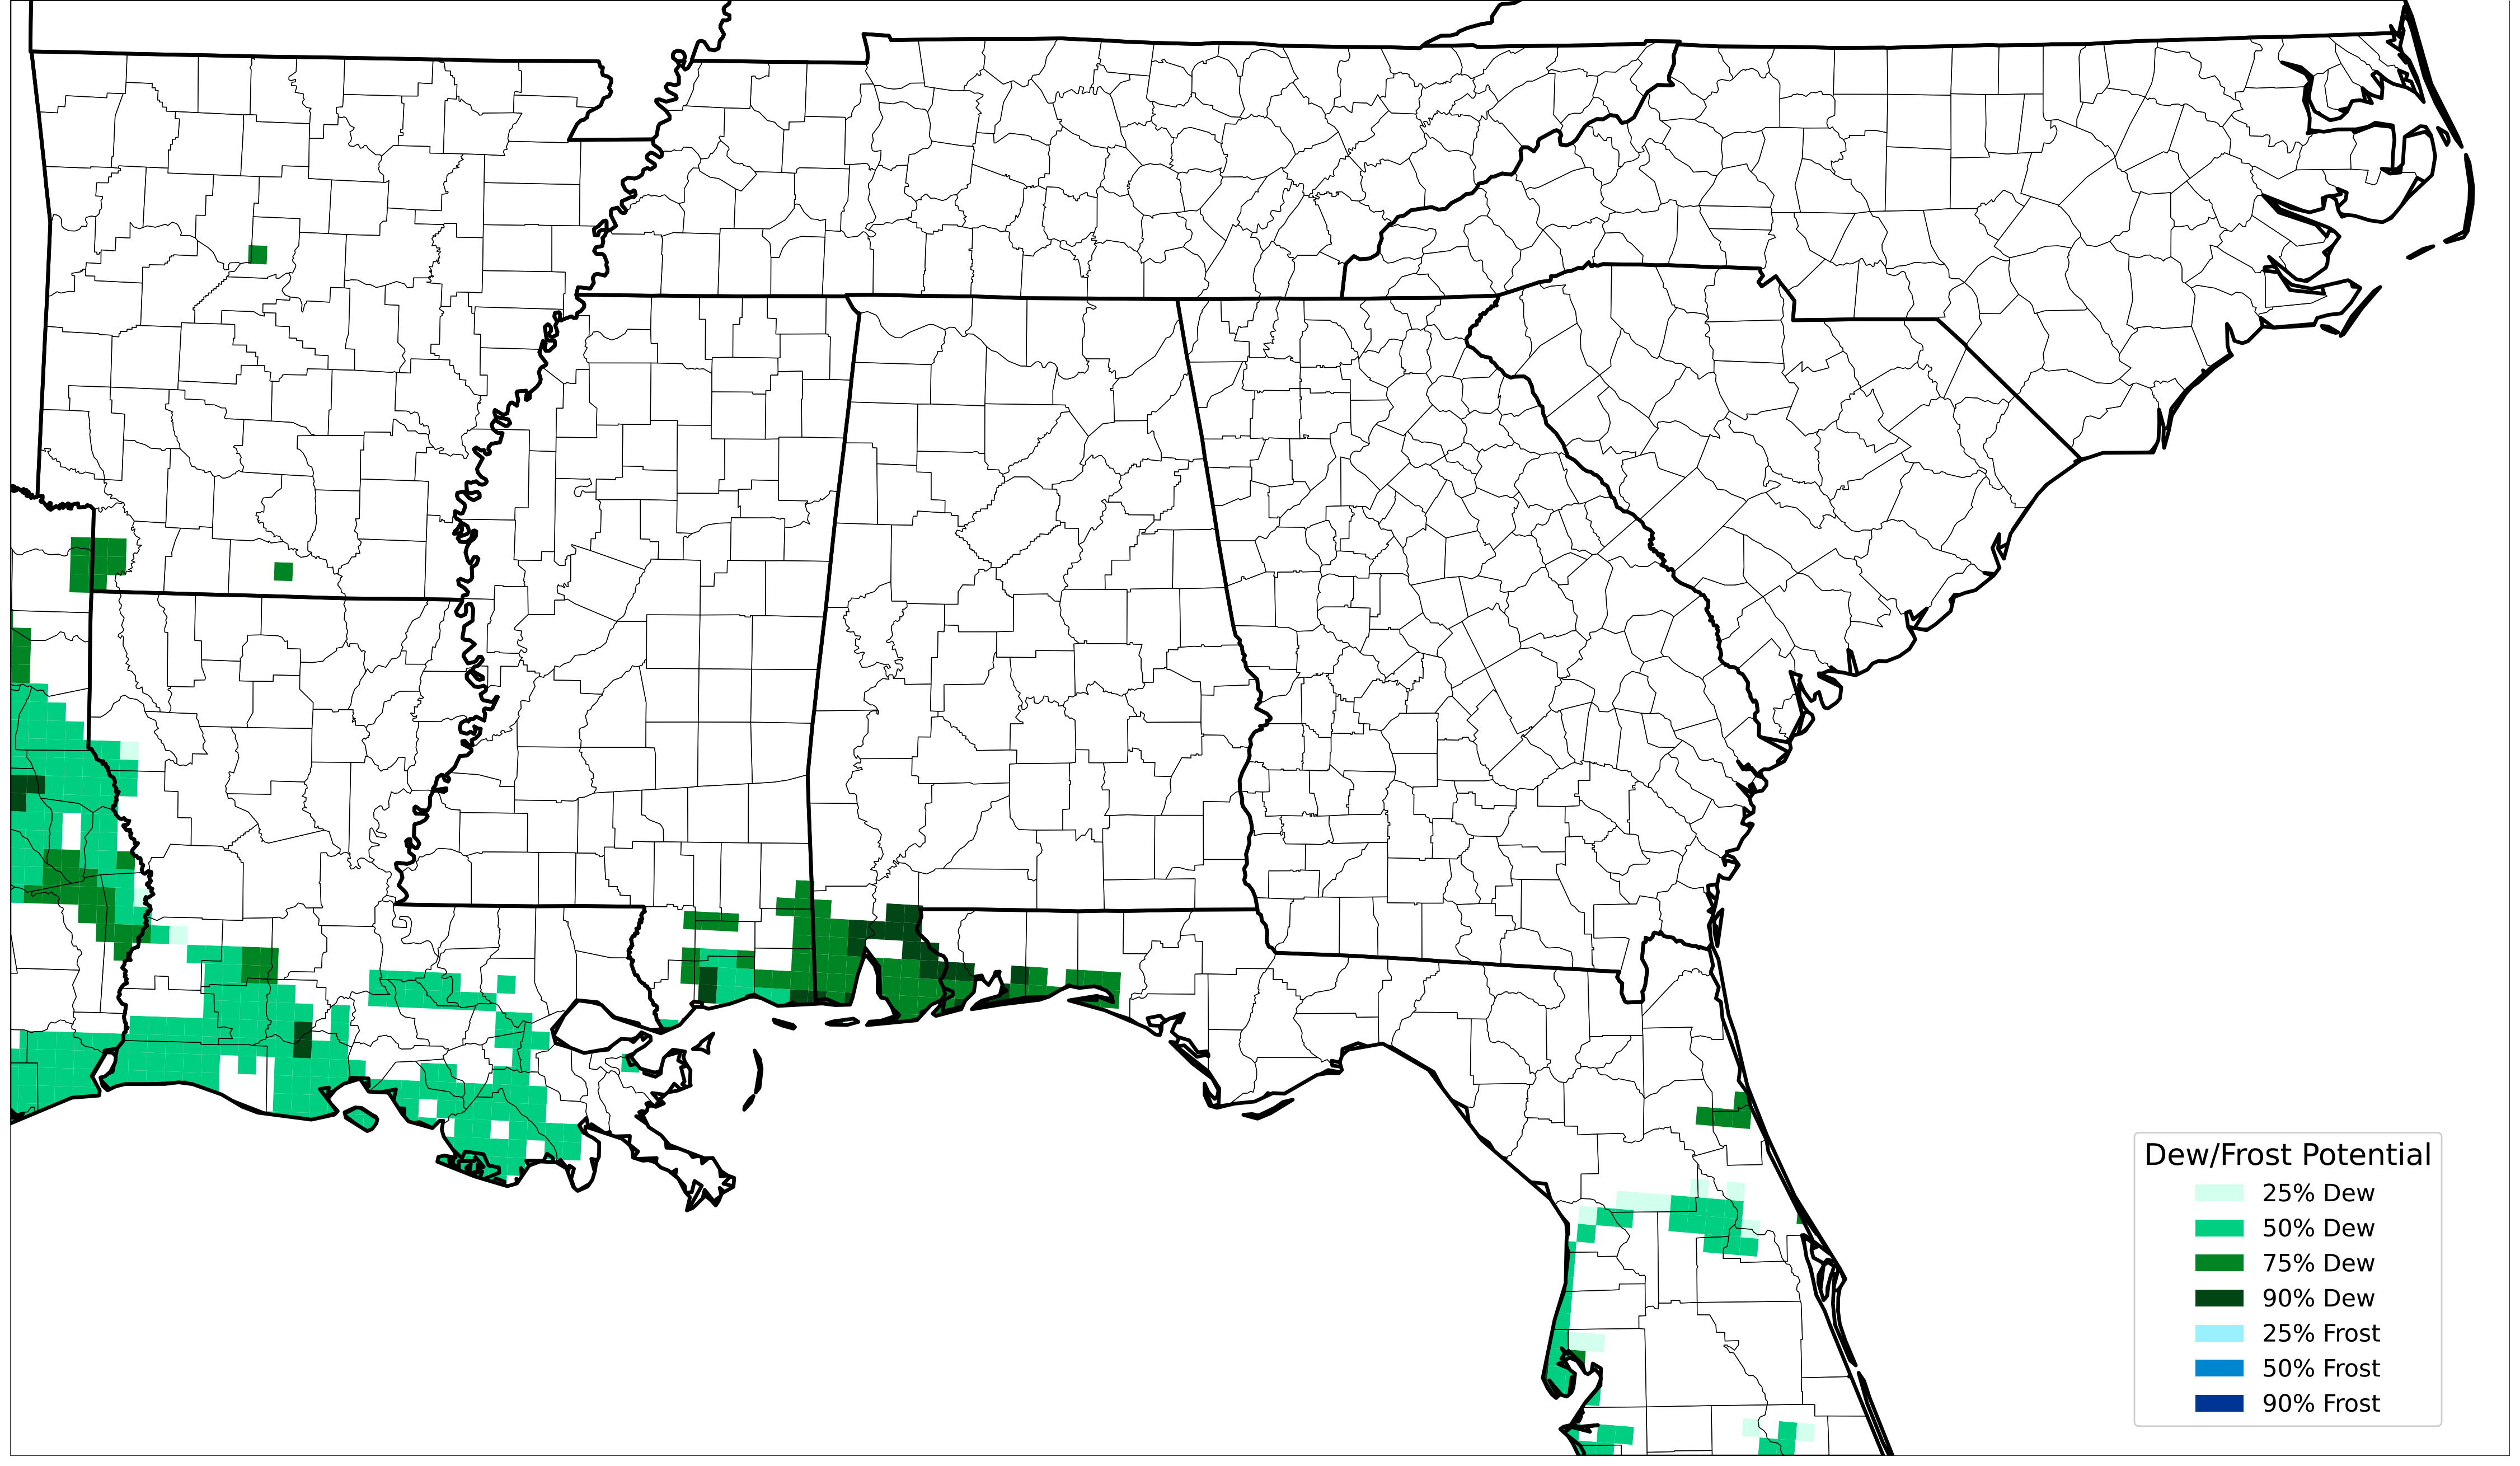 Dew/Frost Potential
25% Dew
50% Dew
75% Dew
90% Dew
25% Frost
50% Frost
90% Frost